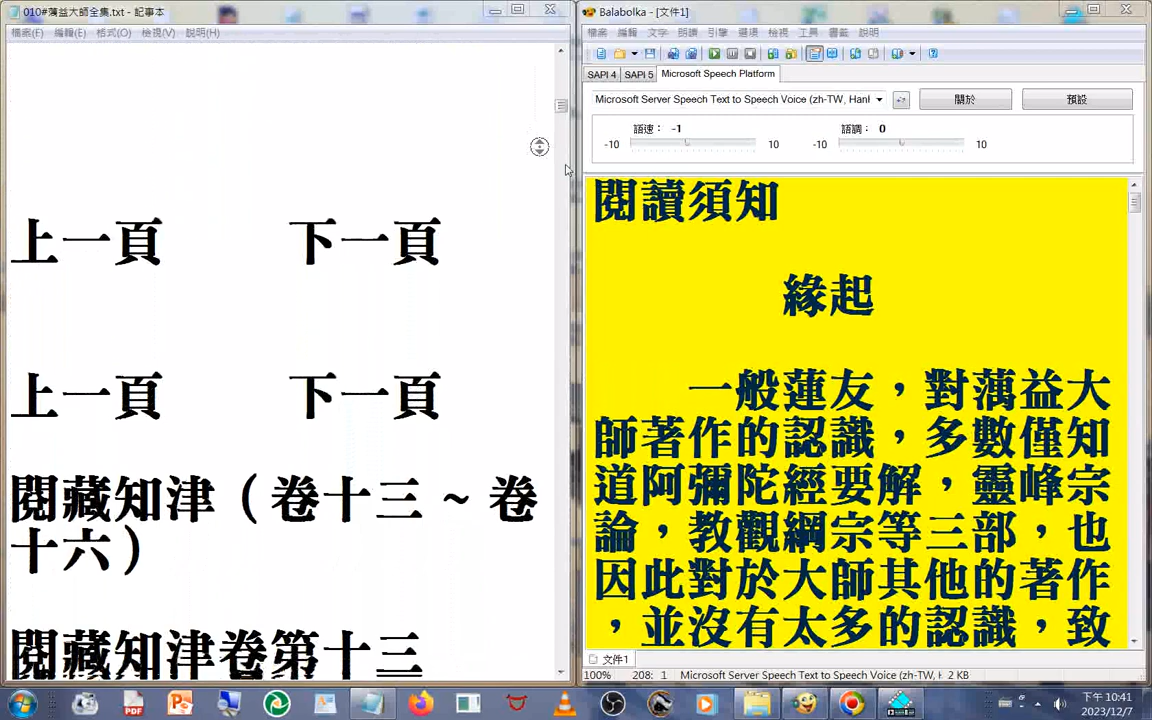 010#蕅益大師全集.txt - 記事本
檔案(F) 編輯(E) 格式(O) 檢視(V) 說明(H)
上一頁 下一頁
上一頁 下一頁
閱藏知津（卷十三～卷
十六）
閱藏知津卷第十三
Balabolka - [文件1]
檔案 編輯 文字 朗讀 引擎 選項 檢視 工具 書籤 說明
SAPI 4 SAPI 5 Microsoft Speech Platform
Microsoft Server Speech Text to Speech Voice (zh-TW, Hanl 關於 預設
語速： -1 語調： 0
-10 10 -10 10
閱讀須知
緣起
一般蓮友，對蕅益大
師著作的認識，多數僅知
道阿彌陀經要解，靈峰宗
論，教觀綱宗等三部，也
因此對於大師其他的著作
，並沒有太多的認識，致
文件1
100% 208: 1 Microsoft Speech Platform: Microsoft Server Speech Text to Speech Voice (zh-TW, H 2 KB
PDF
下午 10:41
2023/12/7